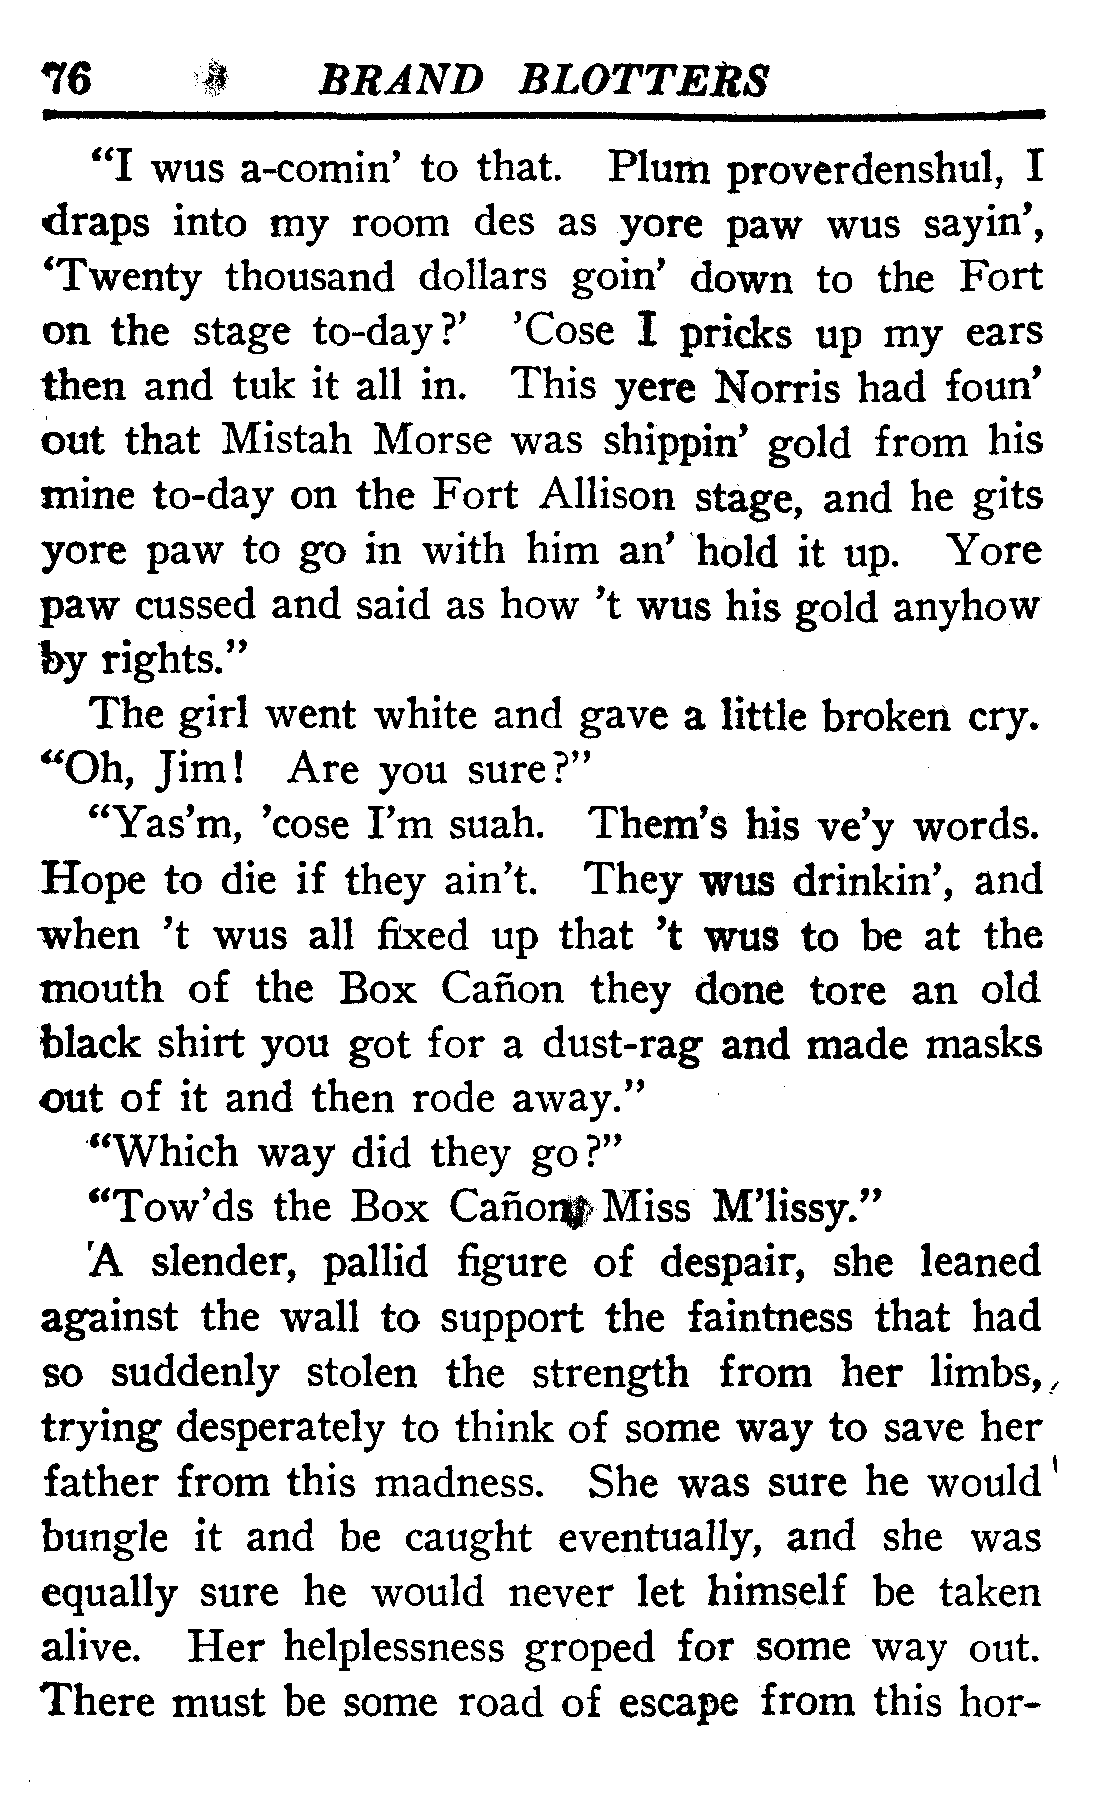 76 BRAND BLOTTERS
"I wus a-comin' to that. Plum proverdenshul, I
draps into my room des as yore paw wus sayin',
'Twenty thousand dollars goin' down to the Fort
on the stage to-day?' 'Cose I pricks up my ears
then and tuk it all in. This yere Norris had foun'
out that Mistah Morse was shippin' gold from his
mine to-day on the Fort Allison stage, and he gits
yore paw to go in with him an' hold it up. Yore
paw cussed and said as how 't wus his gold anyhow
by rights."
The girl went white and gave a little broken cry.
"Oh, Jim! Are you sure?"
"Yas'm, 'cose I'm suah. Them's his ve'y words.
Hope to die if they ain't. They wus drinkin', and
when 't wus all fixed up that 't wus to be at the
mouth of the Box Cañon they done tore an old
black shirt you got for a dust-rag and made masks
out of it and then rode away."
"Which way did they go?"
"Tow'ds the Box Cañon, Miss M'lissy."
A slender, pallid figure of despair, she leaned
against the wall to support the faintness that had
so suddenly stolen the strength from her limbs,
trying desperately to think of some way to save her
father from this madness. She was sure he would
bungle it and be caught eventually, and she was
equally sure he would never let himself be taken
alive. Her helplessness groped for some way out.
There must be some road of escape from this hor-